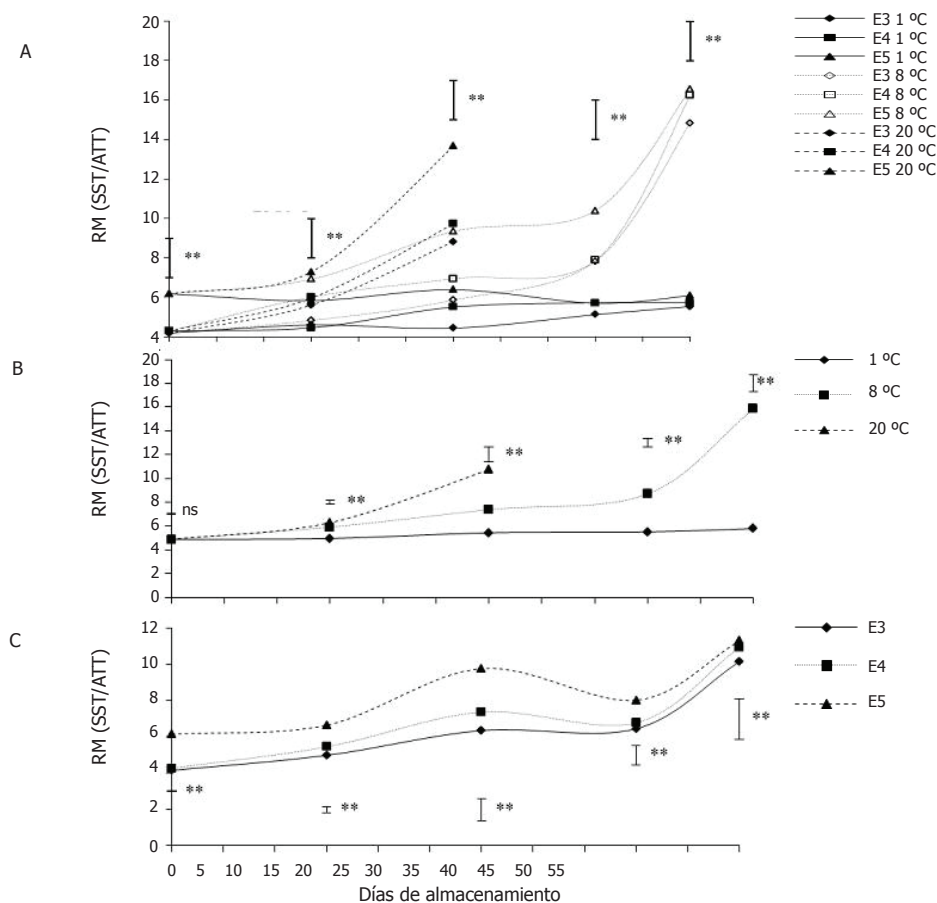 A
RM (SST/ATT)
20
18
16
14
12
10
8
6
4
**
**
**
**
**
E3 1 ºC
E4 1 ºC
E5 1 ºC
E3 8 ºC
E4 8 ºC
E5 8 ºC
E3 20 ºC
E4 20 ºC
E5 20 ºC
B
RM (SST/ATT)
20
18
16
14
12
10
8
6
4
2
0
ns
**
**
**
**
1 ºC
8 ºC
20 ºC
C
RM (SST/ATT)
12
10
8
6
4
2
0
**
**
**
**
**
E3
E4
E5
0 5 15 20 25 30 35 40 45 50 55
Días de almacenamiento